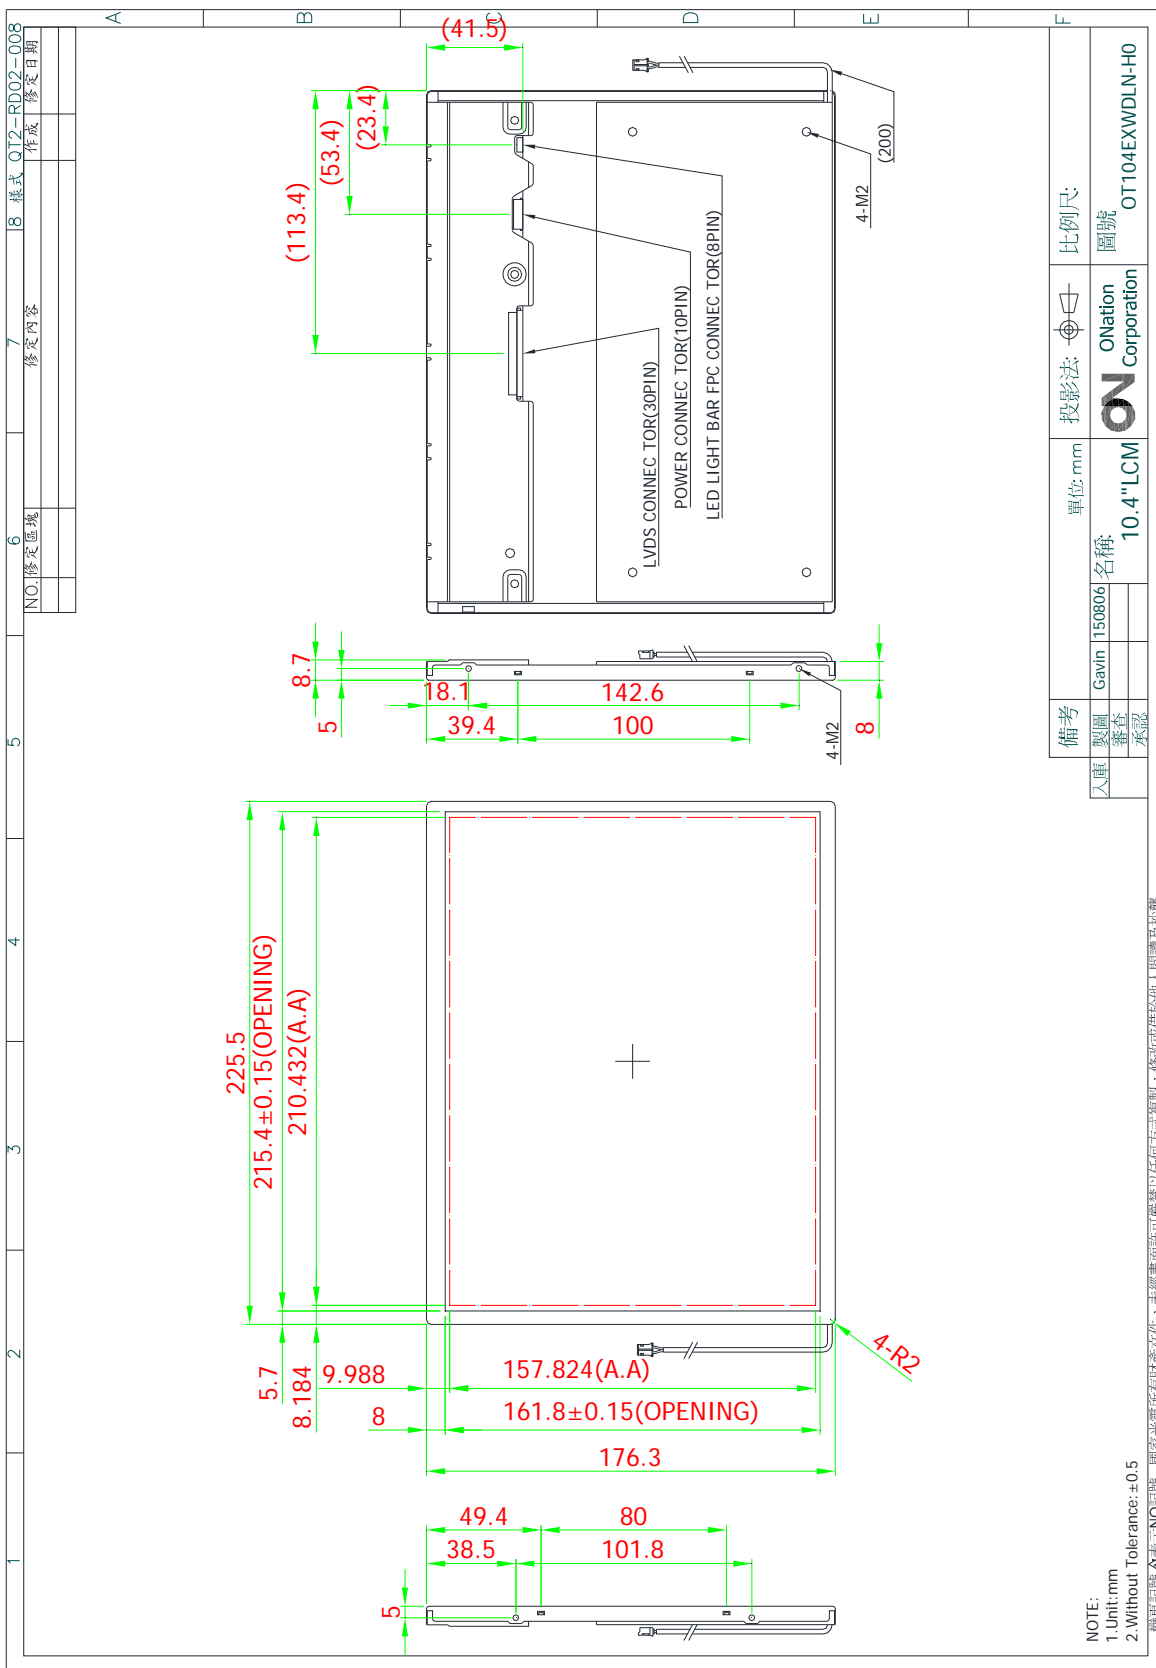 8 樣式 QT2-RD02-008
7
6
5
4
3
2
1
A
B
C
D
E
F
NO.
修定區塊
修定內容
作成
修定日期
(41.5)
(23.4)
(53.4)
(113.4)
(200)
4-M2
LVDS CONNEC TOR(30PIN)
POWER CONNEC TOR(10PIN)
LED LIGHT BAR FPC CONNEC TOR(8PIN)
8.7
5
18.1
142.6
39.4
100
8
4-M2
225.5
215.4±0.15(OPENING)
210.432(A.A)
5.7
8.184
9.988
157.824(A.A)
8
161.8±0.15(OPENING)
176.3
4-R2
49.4
80
38.5
101.8
5
備考
單位: mm
投影法:
比例尺:
入庫
製圖
Gavin
150806
審查
承認
名稱:
10.4"LCM
ON
ONation
Corporation
圖號
OT104EXWDLN-H0
NOTE:
1.Unit:mm
2.Without Tolerance: ±0.5